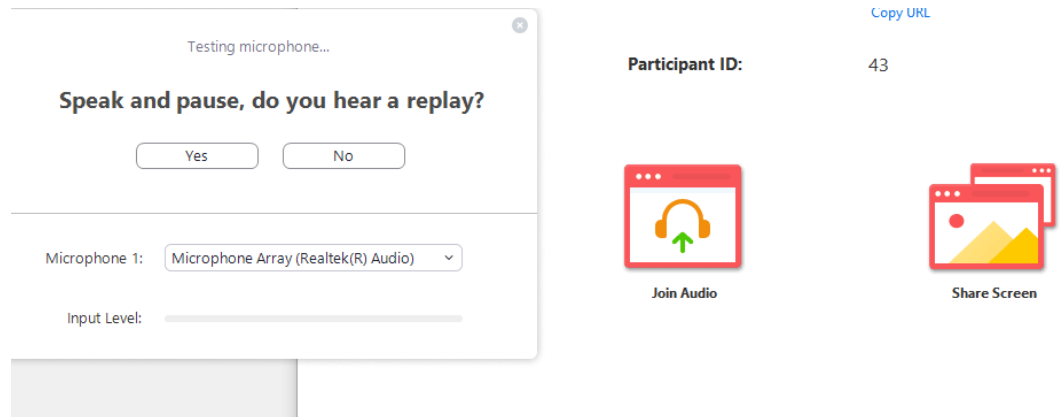 Testing microphone...
Speak and pause, do you hear a replay?
Yes No
Microphone 1: Microphone Array (Realtek(R) Audio)
Input Level:
Copy URL
Participant ID: 43
Join Audio Share Screen